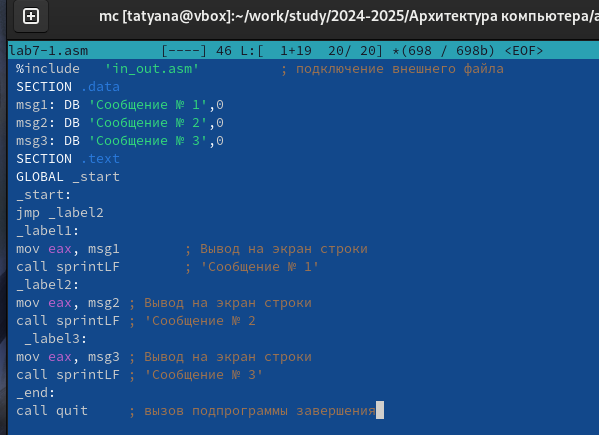 mc [tatyana@vbox]:~/work/study/2024-2025/Архитектура компьютера/a
lab7-1.asm [----] 46 L:[ 1+19 20/ 20] *(698 / 698b) <EOF>
%include 'in_out.asm' ; подключение внешнего файла
SECTION .data
msg1: DB 'Сообщение № 1',0
msg2: DB 'Сообщение № 2',0
msg3: DB 'Сообщение № 3',0
SECTION .text
GLOBAL _start
_start:
jmp _label2
_label1:
mov eax, msg1 ; Вывод на экран строки
call sprintLF ; 'Сообщение № 1'
_label2:
mov eax, msg2 ; Вывод на экран строки
call sprintLF ; 'Сообщение № 2
_label3:
mov eax, msg3 ; Вывод на экран строки
call sprintLF ; 'Сообщение № 3'
_end:
call quit ; вызов подпрограммы завершения